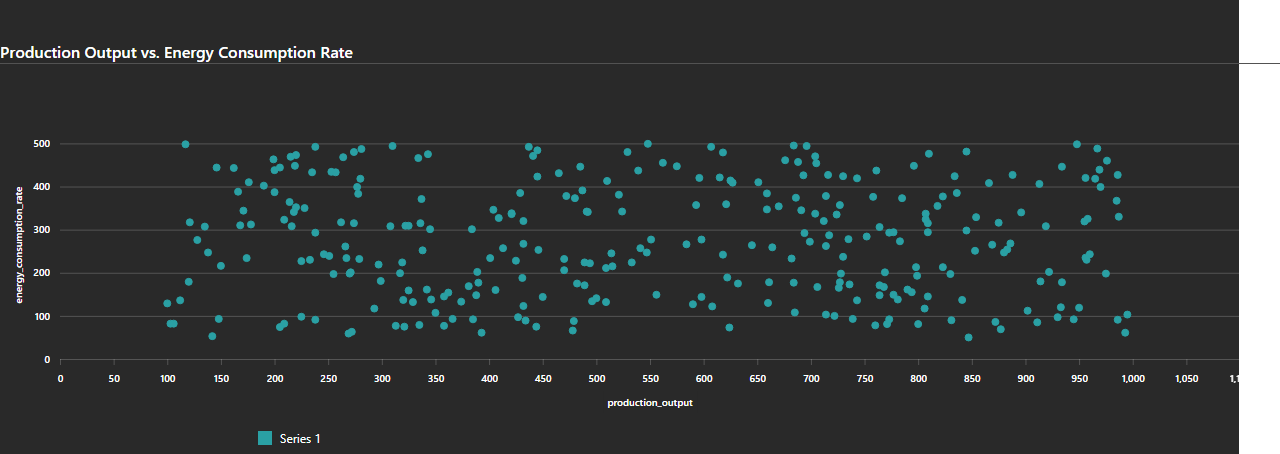 Production Output vs. Energy Consumption Rate
500
400
300
200
100
0
energy_consumption_rate
0 50 100 150 200 250 300 350 400 450 500 550 600 650 700 750 800 850 900 950 1,000 1,050
production_output
Series 1